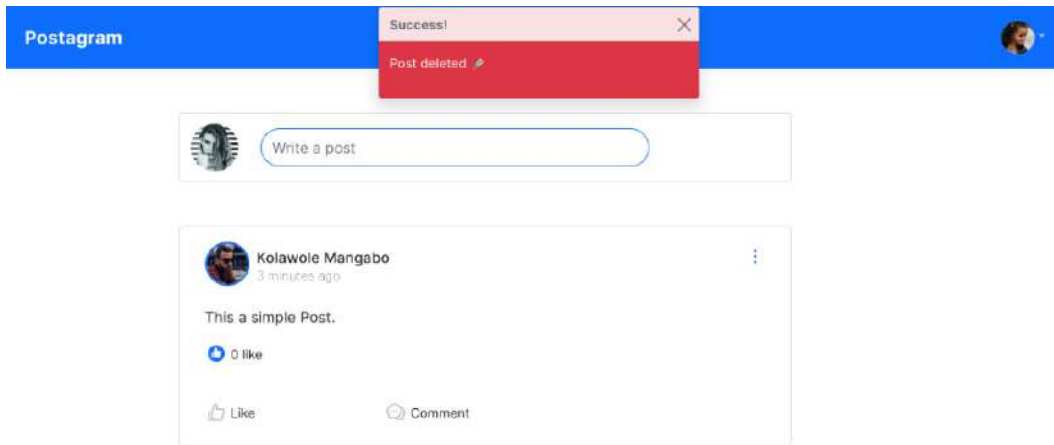 Postagram
Success!
Post deleted
Write a post
Kolawole Mangabo
3 minutes ago
This a simple Post.
0 like
Like
Comment